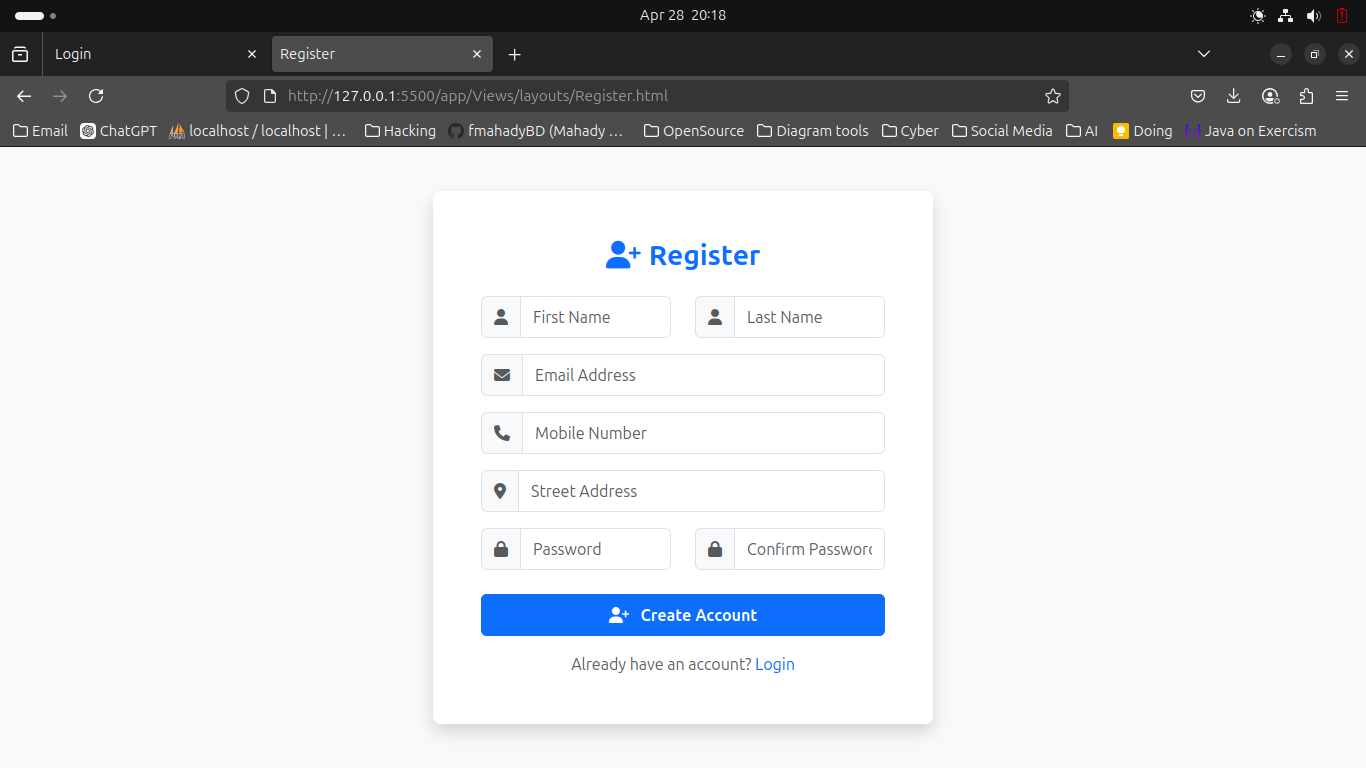 Apr 28 20:18
Login
Register
http://127.0.0.1:5500/app/Views/layouts/Register.html
Email ChatGPT localhost / localhost | ... Hacking fmahadyBD (Mahady ... OpenSource Diagram tools Cyber Social Media AI Doing Java on Exercism
Register
First Name Last Name
Email Address
Mobile Number
Street Address
Password Confirm Password
Create Account
Already have an account? Login